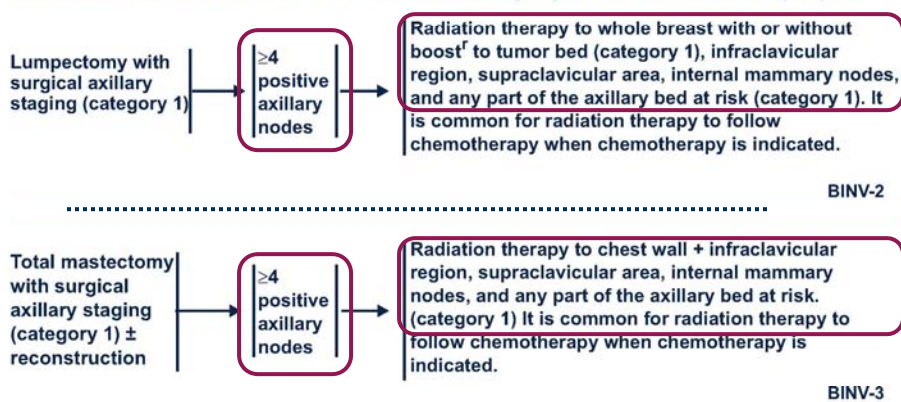 Lumpectomy with
surgical axillary
staging (category 1)
≥4
positive
axillary
nodes
Radiation therapy to whole breast with or without
boostʳ to tumor bed (category 1), infraclavicular
region, supraclavicular area, internal mammary nodes,
and any part of the axillary bed at risk (category 1). It
is common for radiation therapy to follow
chemotherapy when chemotherapy is indicated.
BINV-2
Total mastectomy
with surgical
axillary staging
(category 1) ±
reconstruction
≥4
positive
axillary
nodes
Radiation therapy to chest wall + infraclavicular
region, supraclavicular area, internal mammary
nodes, and any part of the axillary bed at risk.
(category 1) It is common for radiation therapy to
follow chemotherapy when chemotherapy is
indicated.
BINV-3